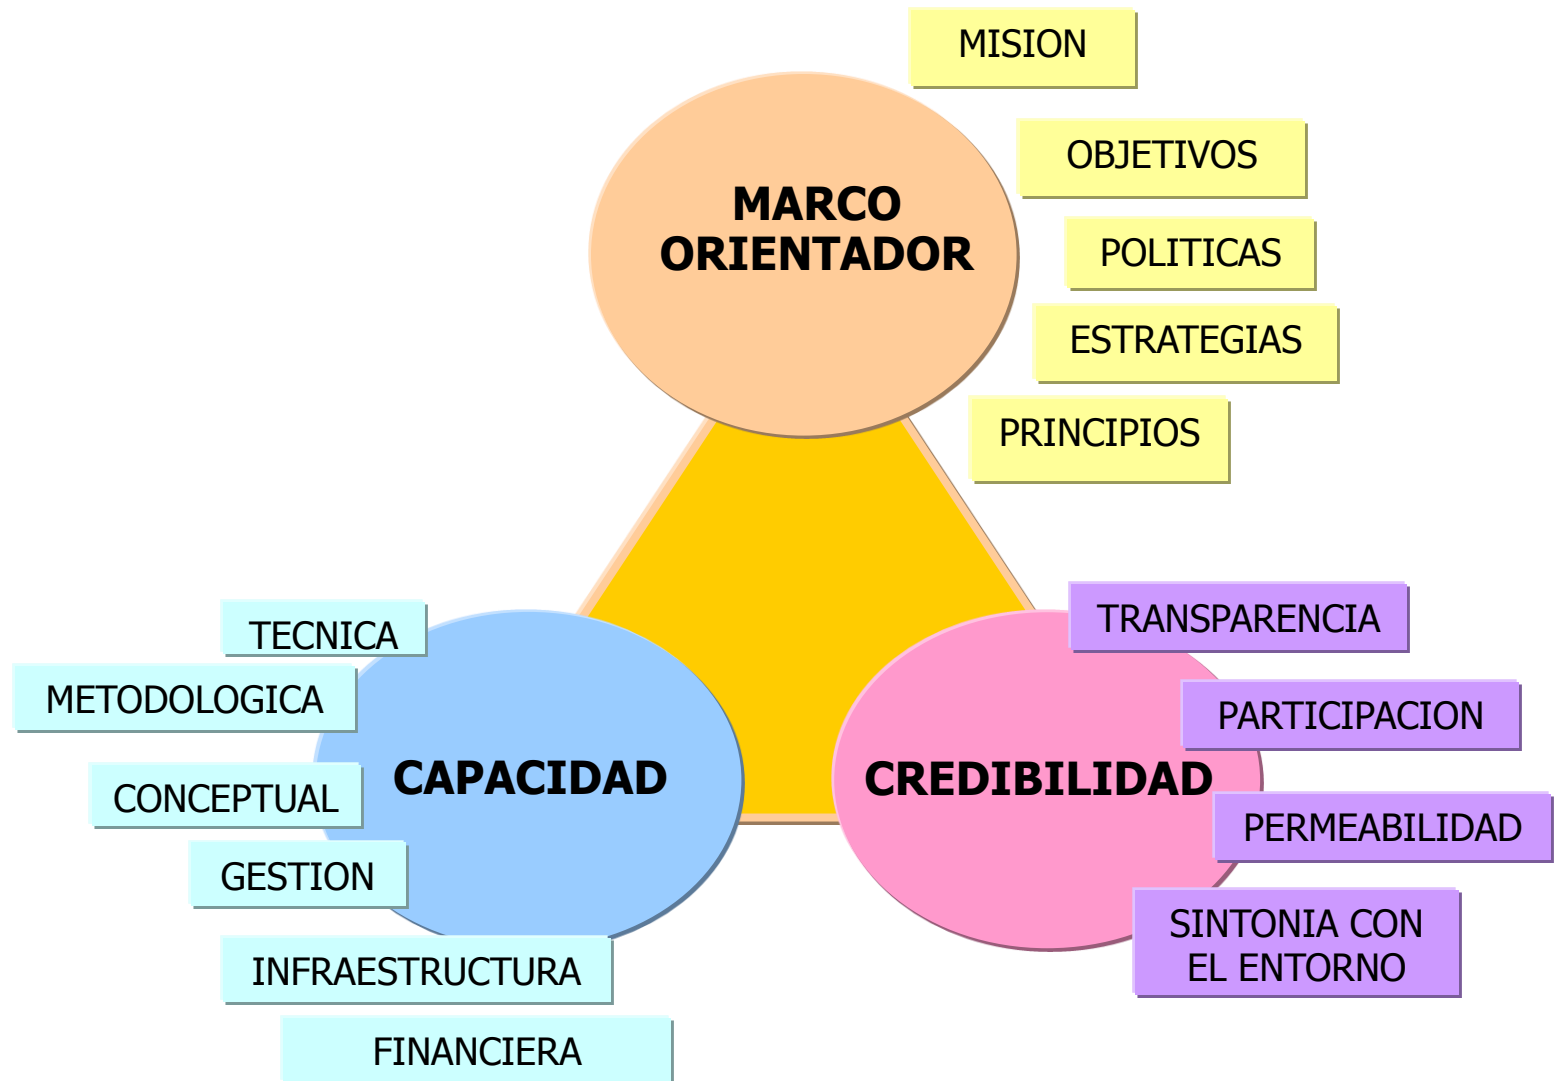 MISION
OBJETIVOS
MARCO
ORIENTADOR
POLITICAS
ESTRATEGIAS
PRINCIPIOS
TECNICA
METODOLOGICA
CONCEPTUAL
GESTION
INFRAESTRUCTURA
FINANCIERA
CAPACIDAD
CREDIBILIDAD
TRANSPARENCIA
PARTICIPACION
PERMEABILIDAD
SINTONIA CON
EL ENTORNO